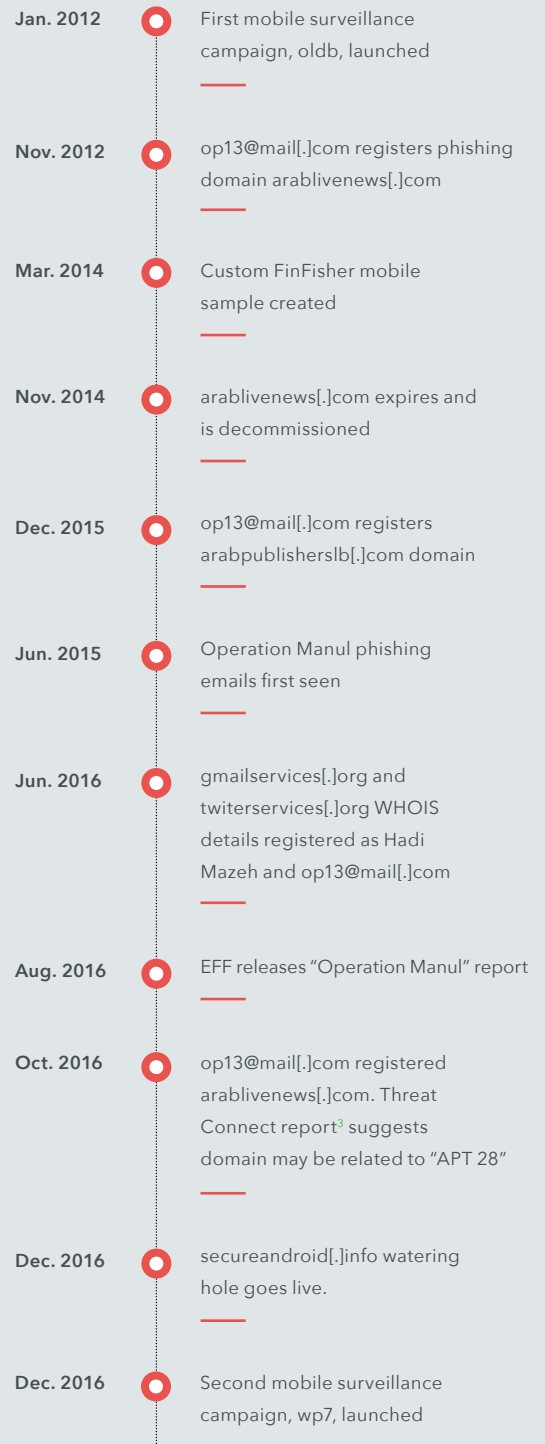 Jan. 2012
First mobile surveillance
campaign, oldb, launched
Nov. 2012
op13@mail[.]com registers phishing
domain arablivenews[.]com
Mar. 2014
Custom FinFisher mobile
sample created
Nov. 2014
arablivenews[.]com expires and
is decommissioned
Dec. 2015
op13@mail[.]com registers
arabpublisherslb[.]com domain
Jun. 2015
Operation Manul phishing
emails first seen
Jun. 2016
gmailservices[.]org and
twiterservices[.]org WHOIS
details registered as Hadi
Mazeh and op13@mail[.]com
Aug. 2016
EFF releases “Operation Manul” report
Oct. 2016
op13@mail[.]com registered
arablivenews[.]com. Threat
Connect report³ suggests
domain may be related to “APT 28”
Dec. 2016
secureandroid[.]info watering
hole goes live.
Dec. 2016
Second mobile surveillance
campaign, wp7, launched